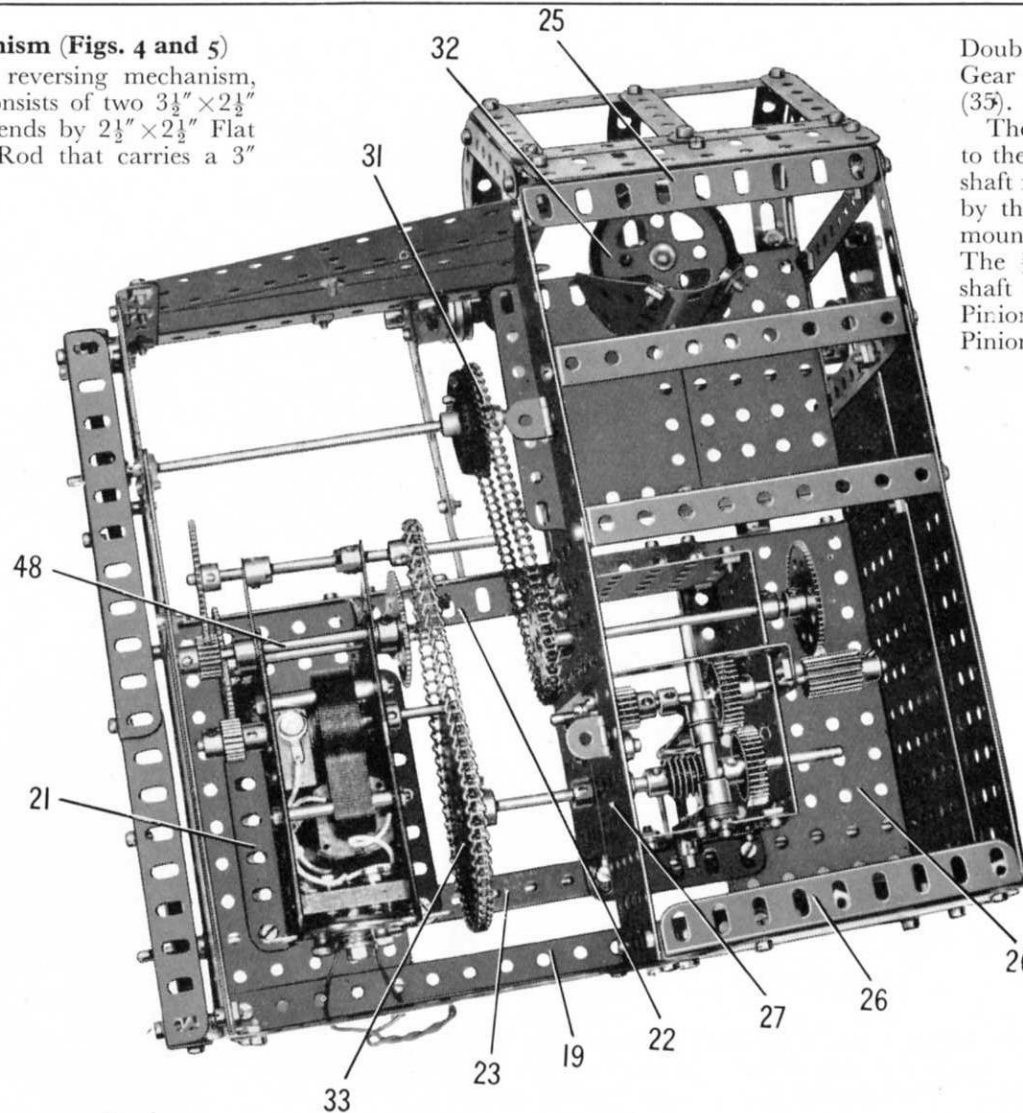 nism (Figs. 4 and 5)
reversing mechanism,
onsists of two 3½″ × 2½″
ends by 2½″ × 2½″ Flat
Rod that carries a 3″
Doub
Gear
(35).
The
to the
shaft
by th
moun
The
shaft
Pinion
Pinion
25
32
31
48
21
33
23
19
22
27
26
20